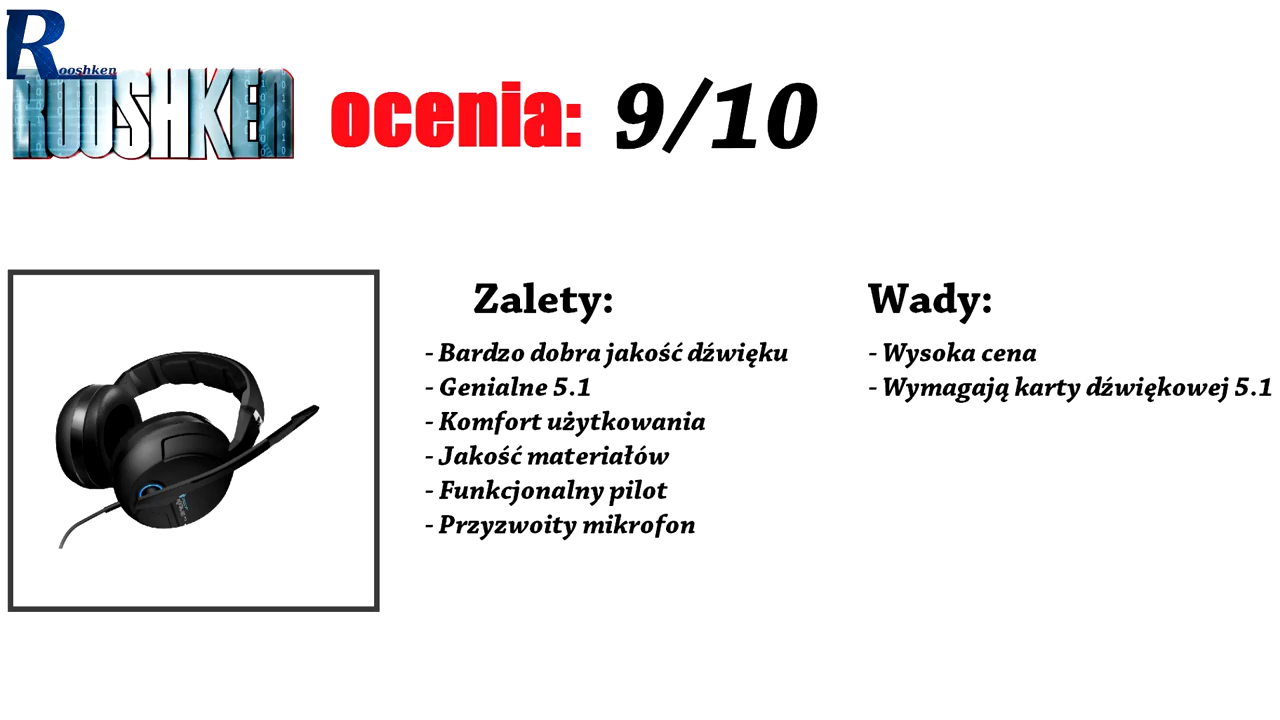 Rooshken
ROOSHKEN ocenia: 9/10
Zalety:
- Bardzo dobra jakość dźwięku
- Genialne 5.1
- Komfort użytkowania
- Jakość materiałów
- Funkcjonalny pilot
- Przyzwoity mikrofon
Wady:
- Wysoka cena
- Wymagają karty dźwiękowej 5.1